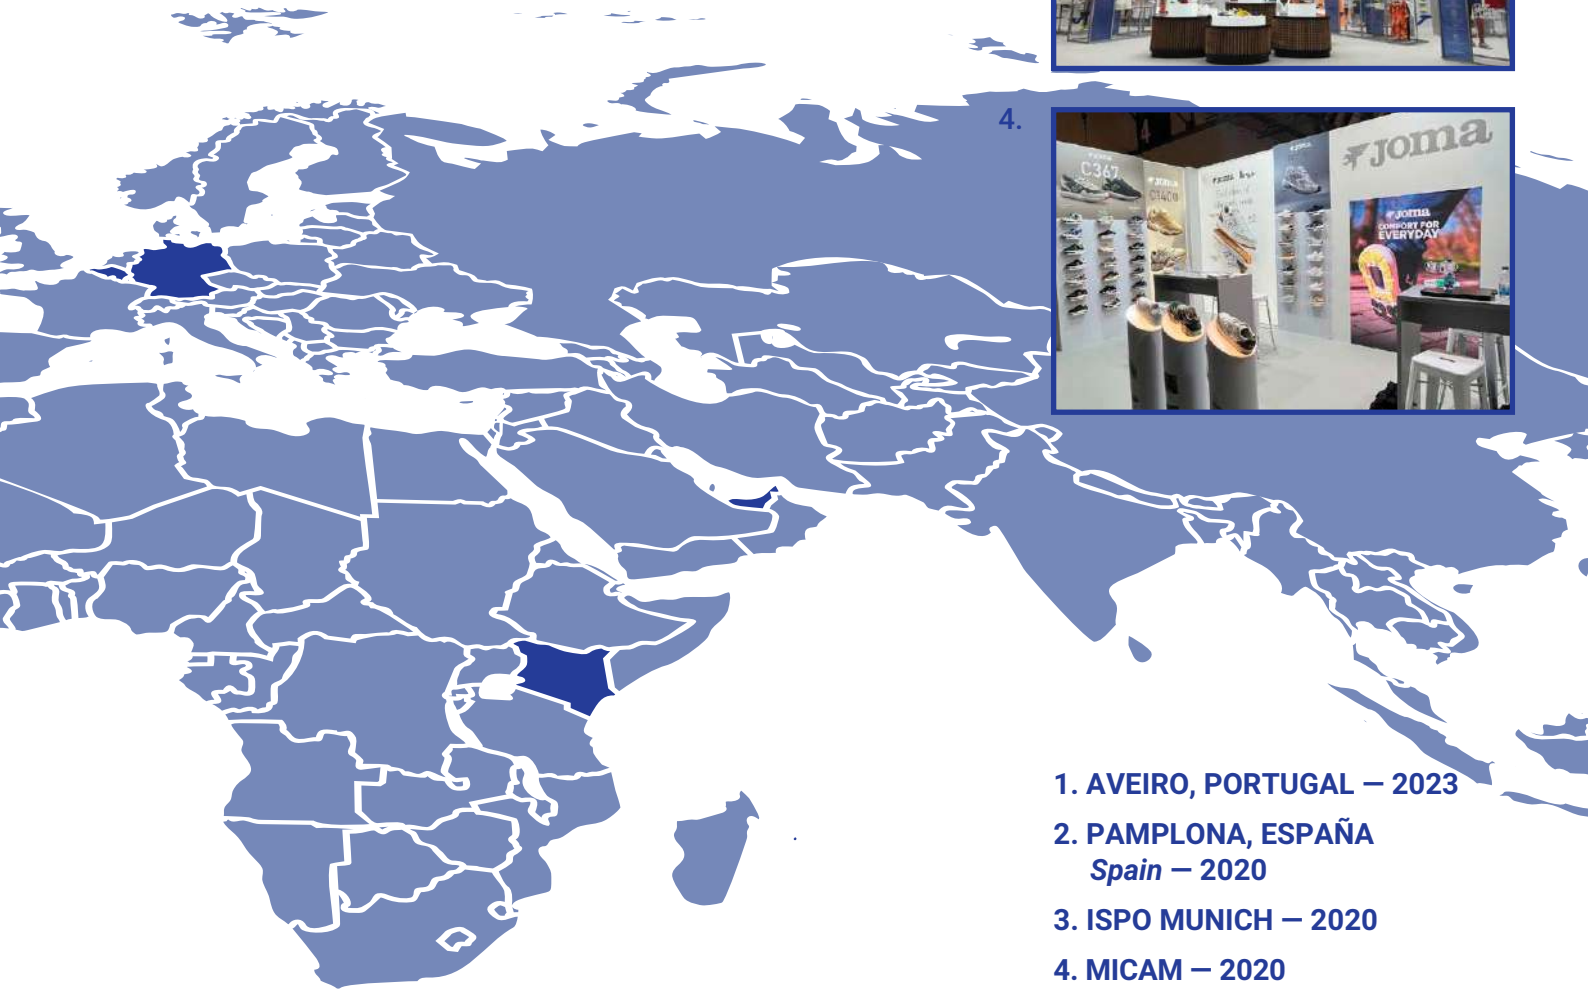 4.
Joma
C367
JOMA
COMFORT FOR
EVERYDAY
1. AVEIRO, PORTUGAL — 2023
2. PAMPLONA, ESPAÑA
Spain — 2020
3. ISPO MUNICH — 2020
4. MICAM — 2020